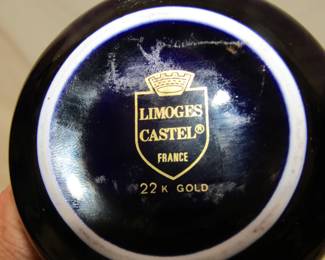 LIMOGES
CASTEL®
FRANCE
22 K GOLD